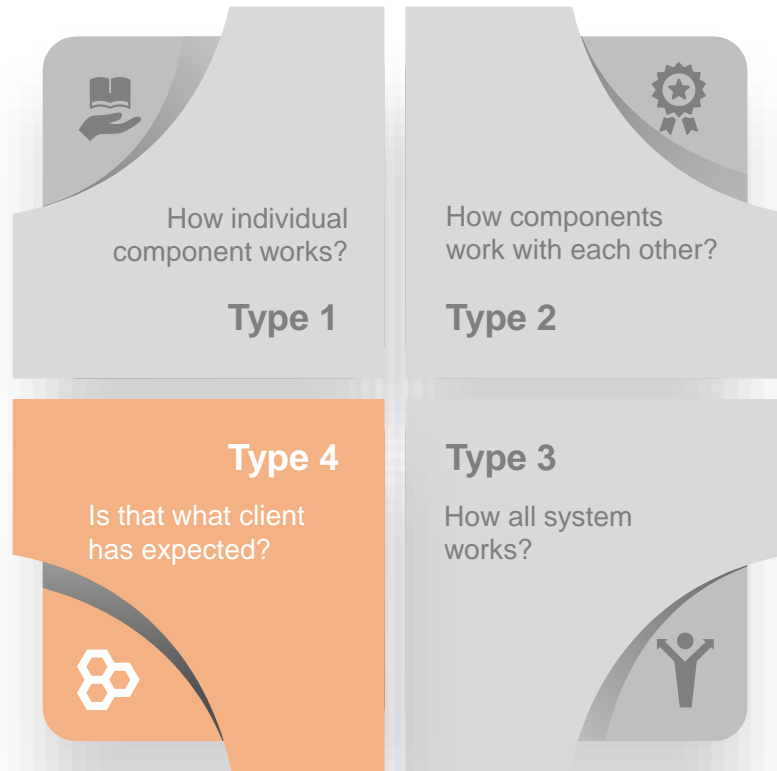 How individual
component works?
Type 1
How components
work with each other?
Type 2
Type 4
Is that what client
has expected?
Type 3
How all system
works?